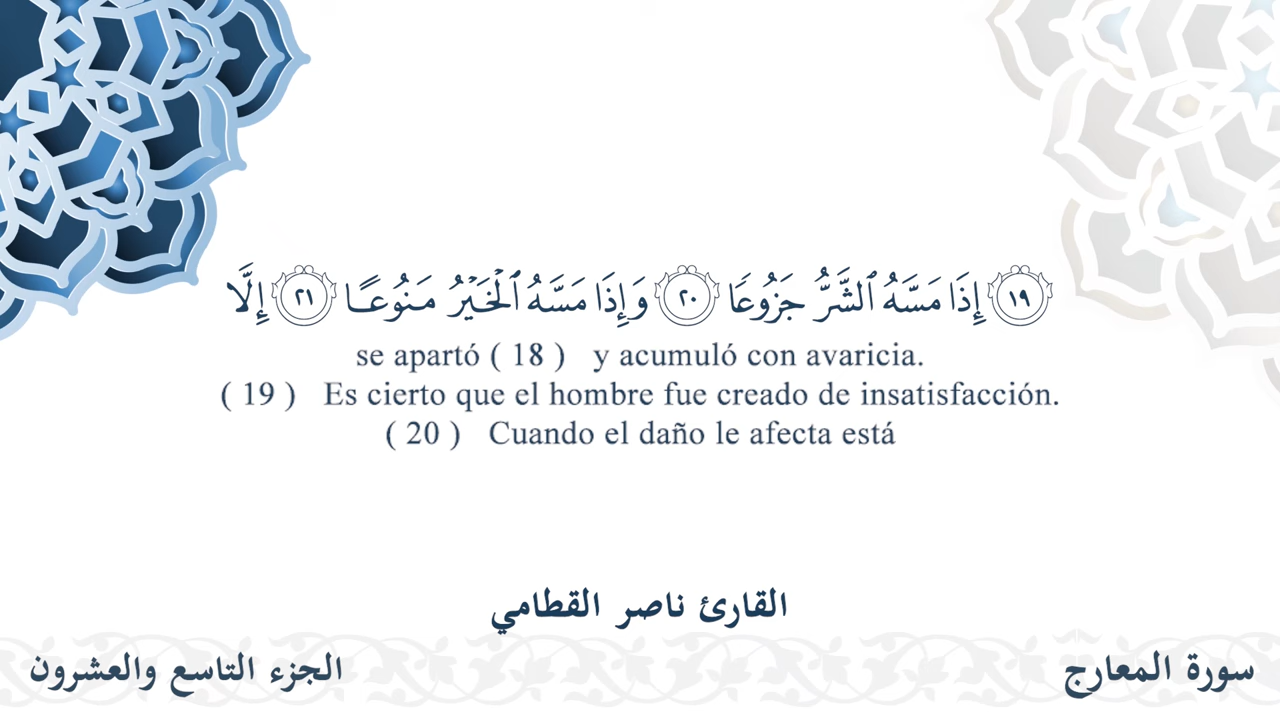 ١٩ إِذَا مَسَّهُ ٱلشَّرُّ جَزُوعًا ٢٠ وَإِذَا مَسَّهُ ٱلْخَيْرُ مَنُوعًا ٢١ إِلَّا
se apartó ( 18 ) y acumuló con avaricia.
( 19 ) Es cierto que el hombre fue creado de insatisfacción.
( 20 ) Cuando el daño le afecta está
القارئ ناصر القطامي
سورة المعارج
الجزء التاسع والعشرون